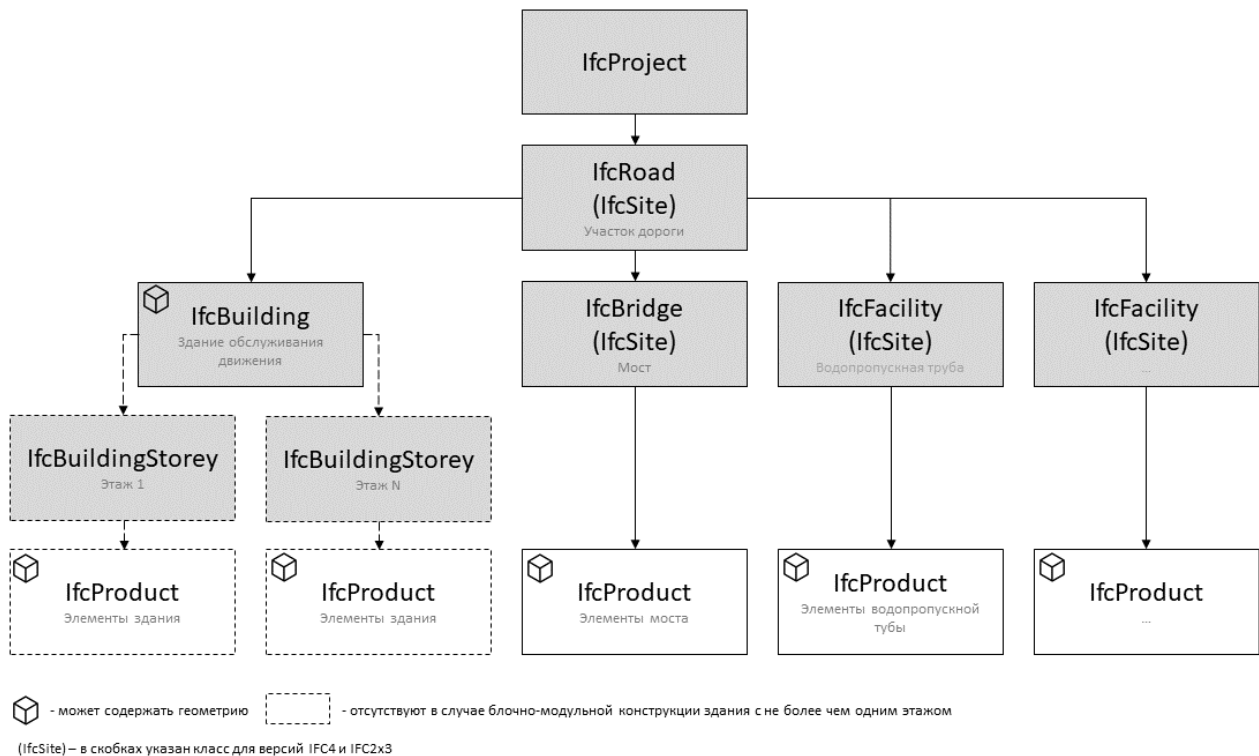 IfcProject
IfcRoad
(IfcSite)
Участок дороги
IfcBuilding
Здание обслуживания
движения
IfcBridge
(IfcSite)
Мост
IfcFacility
(IfcSite)
Водопропускная труба
IfcFacility
(IfcSite)
...
IfcBuildingStorey
Этаж 1
IfcBuildingStorey
Этаж N
IfcProduct
Элементы здания
IfcProduct
Элементы здания
IfcProduct
Элементы моста
IfcProduct
Элементы водопропускной
тубы
IfcProduct
...
- может содержать геометрию
- отсутствуют в случае блочно-модульной конструкции здания с не более чем одним этажом
(IfcSite) – в скобках указан класс для версий IFC4 и IFC2x3